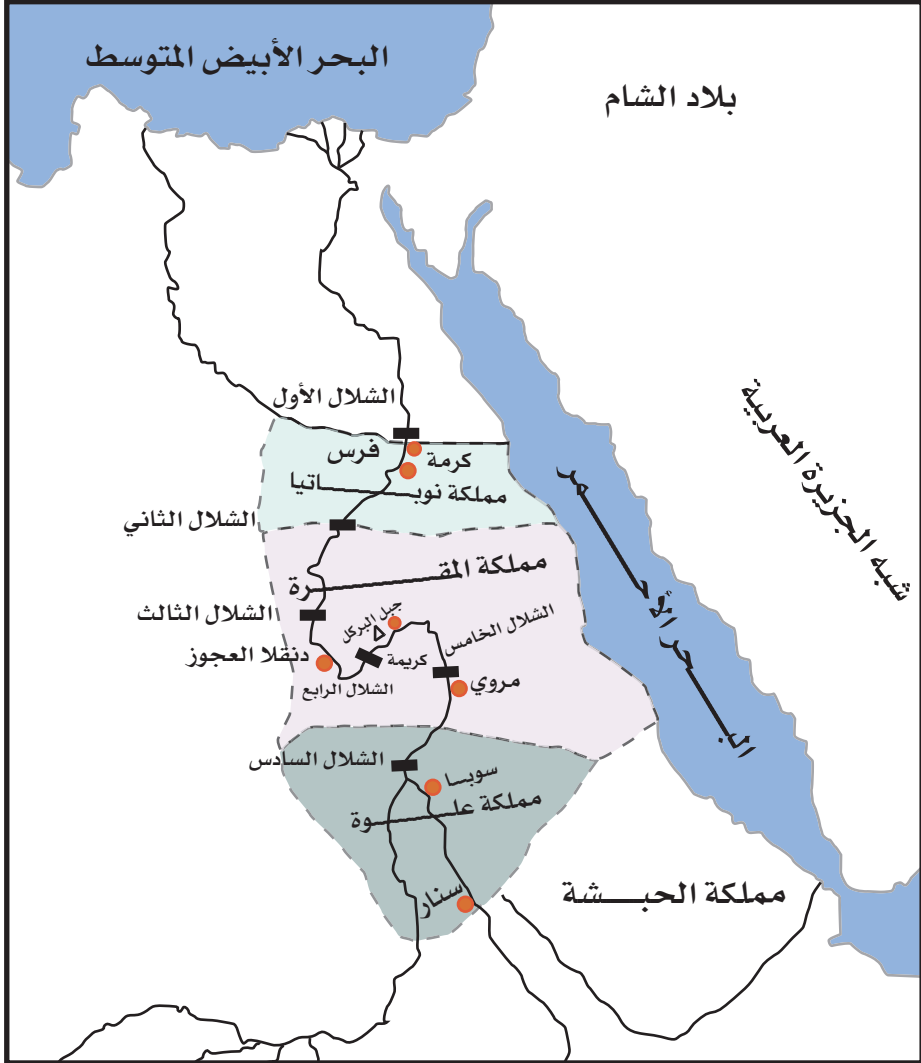 البحر الأبيض المتوسط
بلاد الشام
شبه الجزيرة العربية
البحر الأحمر
الشلال الأول
فرس
كرمة
مملكة نوباتيا
الشلال الثاني
مملكة المقرة
الشلال الثالث
جبل البركل
الشلال الخامس
دنقلا العجوز
كريمة
الشلال الرابع
مروي
الشلال السادس
سوبا
مملكة علوة
سنار
مملكة الحبشة